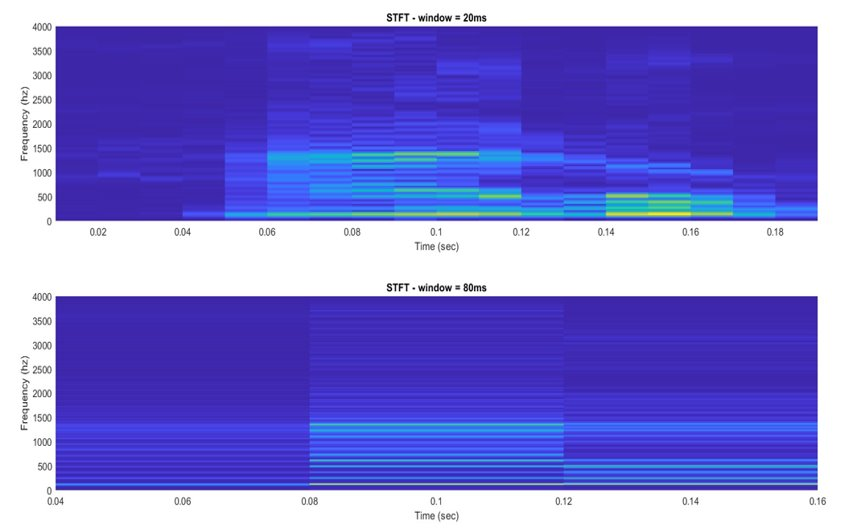 STFT - window = 20ms
4000
3500
3000
2500
2000
1500
1000
500
0
Frequency (hz)
0.02 0.04 0.06 0.08 0.1 0.12 0.14 0.16 0.18
Time (sec)
STFT - window = 80ms
4000
3500
3000
2500
2000
1500
1000
500
0
Frequency (hz)
0.04 0.06 0.08 0.1 0.12 0.14 0.16
Time (sec)